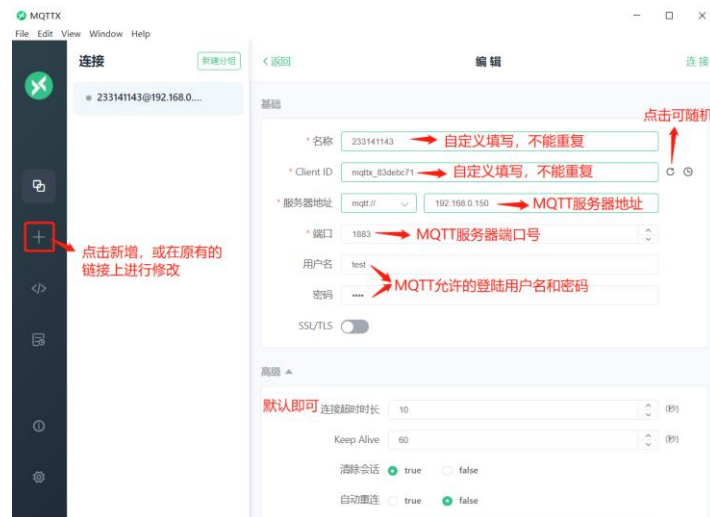 MQTTX
File Edit View Window Help
连接 新建分组
233141143@192.168.0....
< 返回 编辑 连接
基础
点击可随机
* 名称 233141143 自定义填写，不能重复
* Client ID mqttx_83debc71 自定义填写，不能重复
* 服务器地址 mqtt:// 192.168.0.150 MQTT服务器地址
* 端口 1883 MQTT服务器端口号
点击新增，或在原有的
链接上进行修改
用户名 test
MQTT允许的登陆用户名和密码
密码 ••••
SSL/TLS
高级
默认即可
连接超时时长 10 (秒)
Keep Alive 60 (秒)
清除会话 true false
自动重连 true false